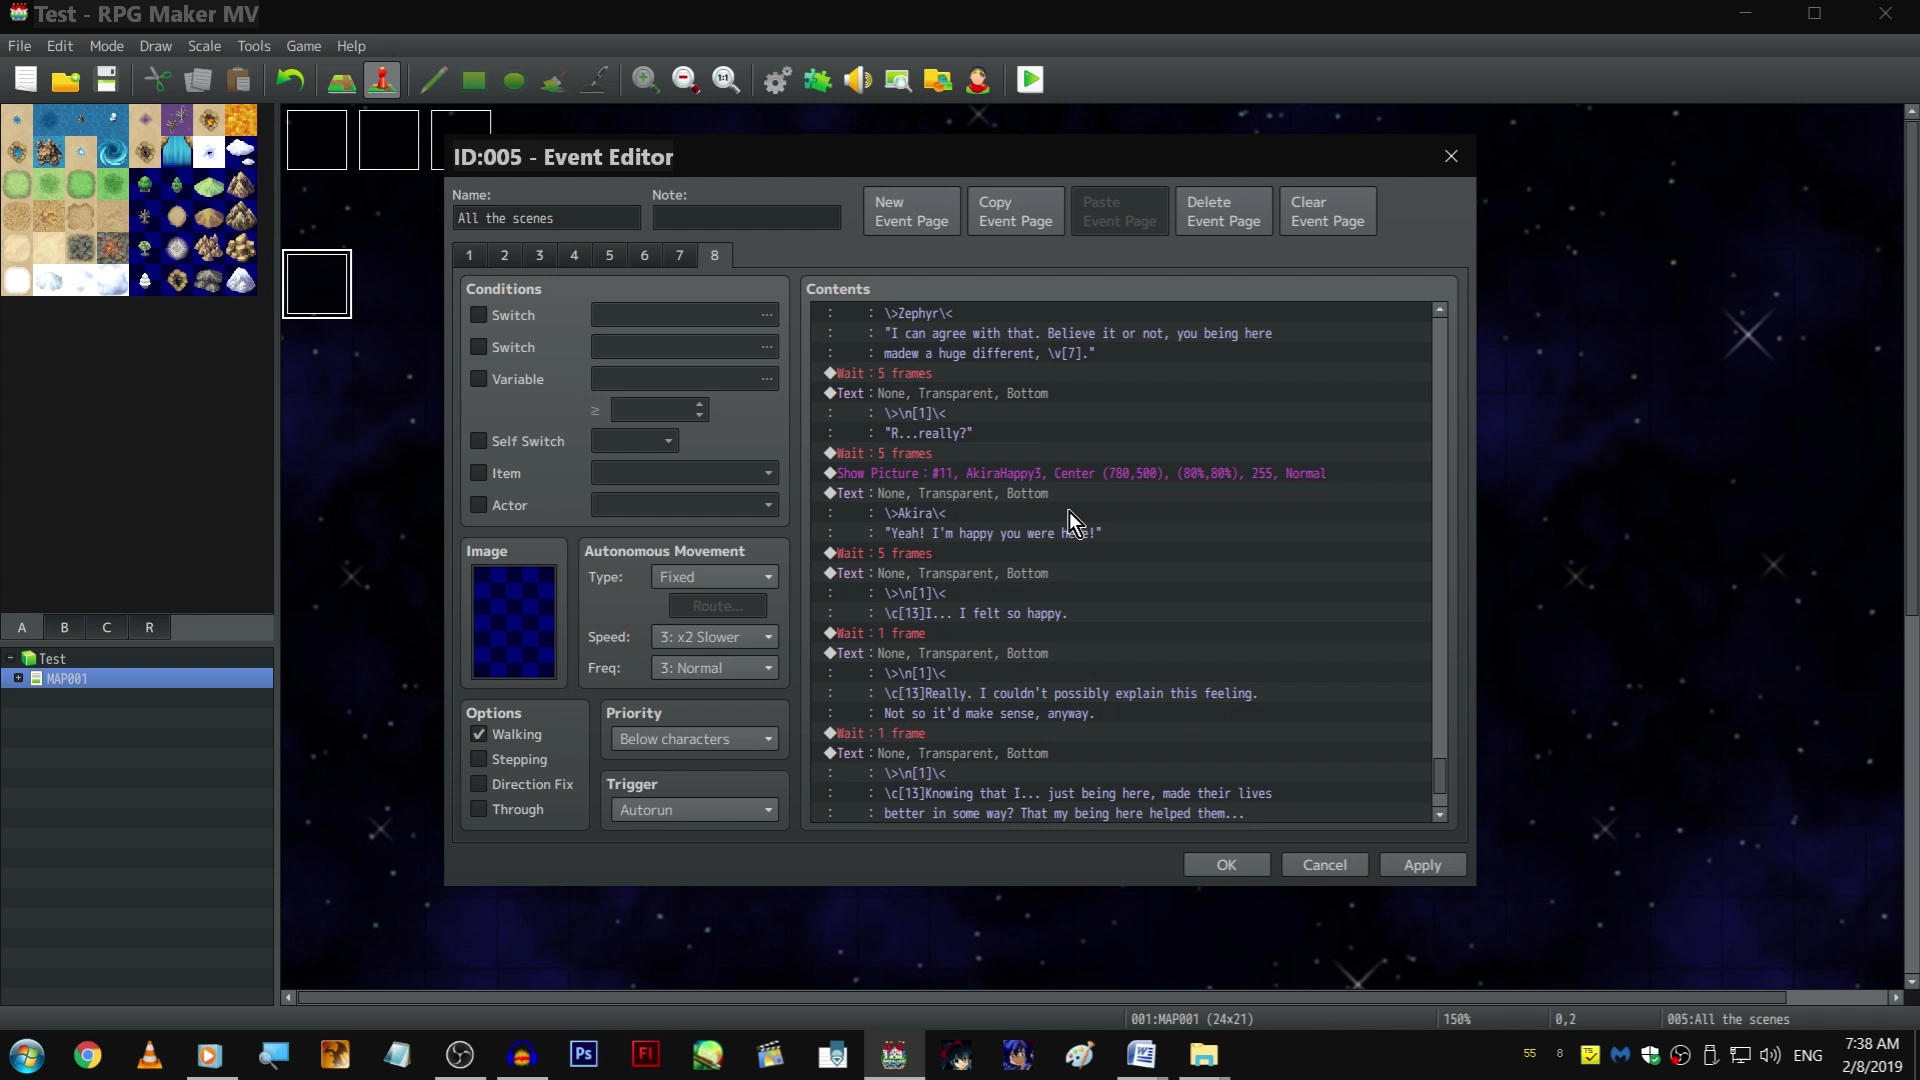 Test - RPG Maker MV
File Edit Mode Draw Scale Tools Game Help
1:1
ID:005 - Event Editor
Name: Note:
All the scenes
New Event Page
Copy Event Page
Paste Event Page
Delete Event Page
Clear Event Page
1 2 3 4 5 6 7 8
Conditions
Switch ...
Switch ...
Variable ...
≥
Self Switch
Item
Actor
Image
Autonomous Movement
Type: Fixed
Route...
Speed: 3: x2 Slower
Freq: 3: Normal
Options
Walking
Stepping
Direction Fix
Through
Priority
Below characters
Trigger
Autorun
Contents
: : \>Zephyr\<
: : "I can agree with that. Believe it or not, you being here
: : madew a huge different, \v[7]."
◆Wait : 5 frames
◆Text : None, Transparent, Bottom
: : \>\n[1]\<
: : "R...really?"
◆Wait : 5 frames
◆Show Picture : #11, AkiraHappy3, Center (780,500), (80%,80%), 255, Normal
◆Text : None, Transparent, Bottom
: : \>Akira\<
: : "Yeah! I'm happy you were here!"
◆Wait : 5 frames
◆Text : None, Transparent, Bottom
: : \>\n[1]\<
: : \c[13]I... I felt so happy.
◆Wait : 1 frame
◆Text : None, Transparent, Bottom
: : \>\n[1]\<
: : \c[13]Really. I couldn't possibly explain this feeling.
: : Not so it'd make sense, anyway.
◆Wait : 1 frame
◆Text : None, Transparent, Bottom
: : \>\n[1]\<
: : \c[13]Knowing that I... just being here, made their lives
: : better in some way? That my being here helped them...
OK Cancel Apply
A B C R
Test
MAP001
001:MAP001 (24x21) 150% 0,2 005:All the scenes
Ps Fl 55 8 ENG 7:38 AM
2/8/2019